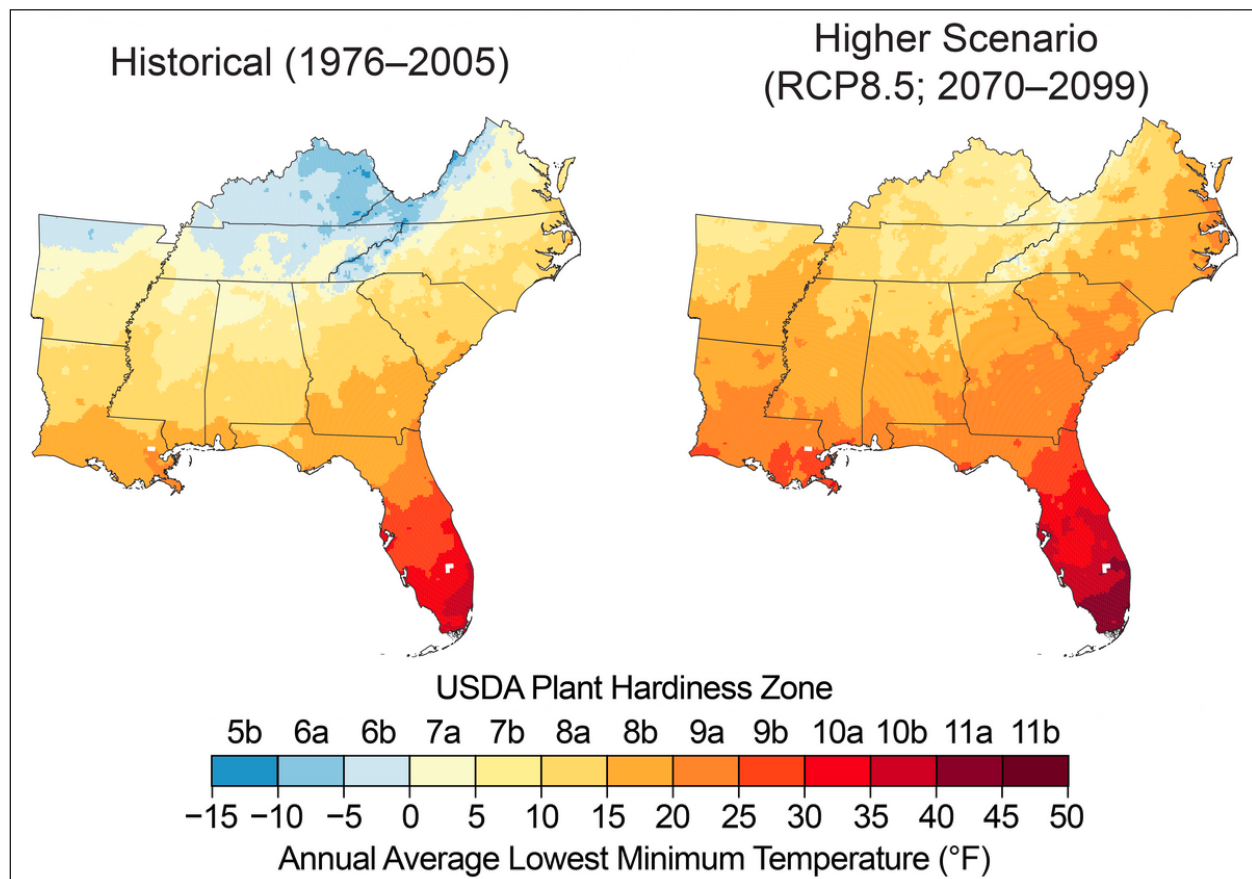 Historical (1976–2005)
Higher Scenario
(RCP8.5; 2070–2099)
USDA Plant Hardiness Zone
5b 6a 6b 7a 7b 8a 8b 9a 9b 10a 10b 11a 11b
−15 −10 −5 0 5 10 15 20 25 30 35 40 45 50
Annual Average Lowest Minimum Temperature (°F)